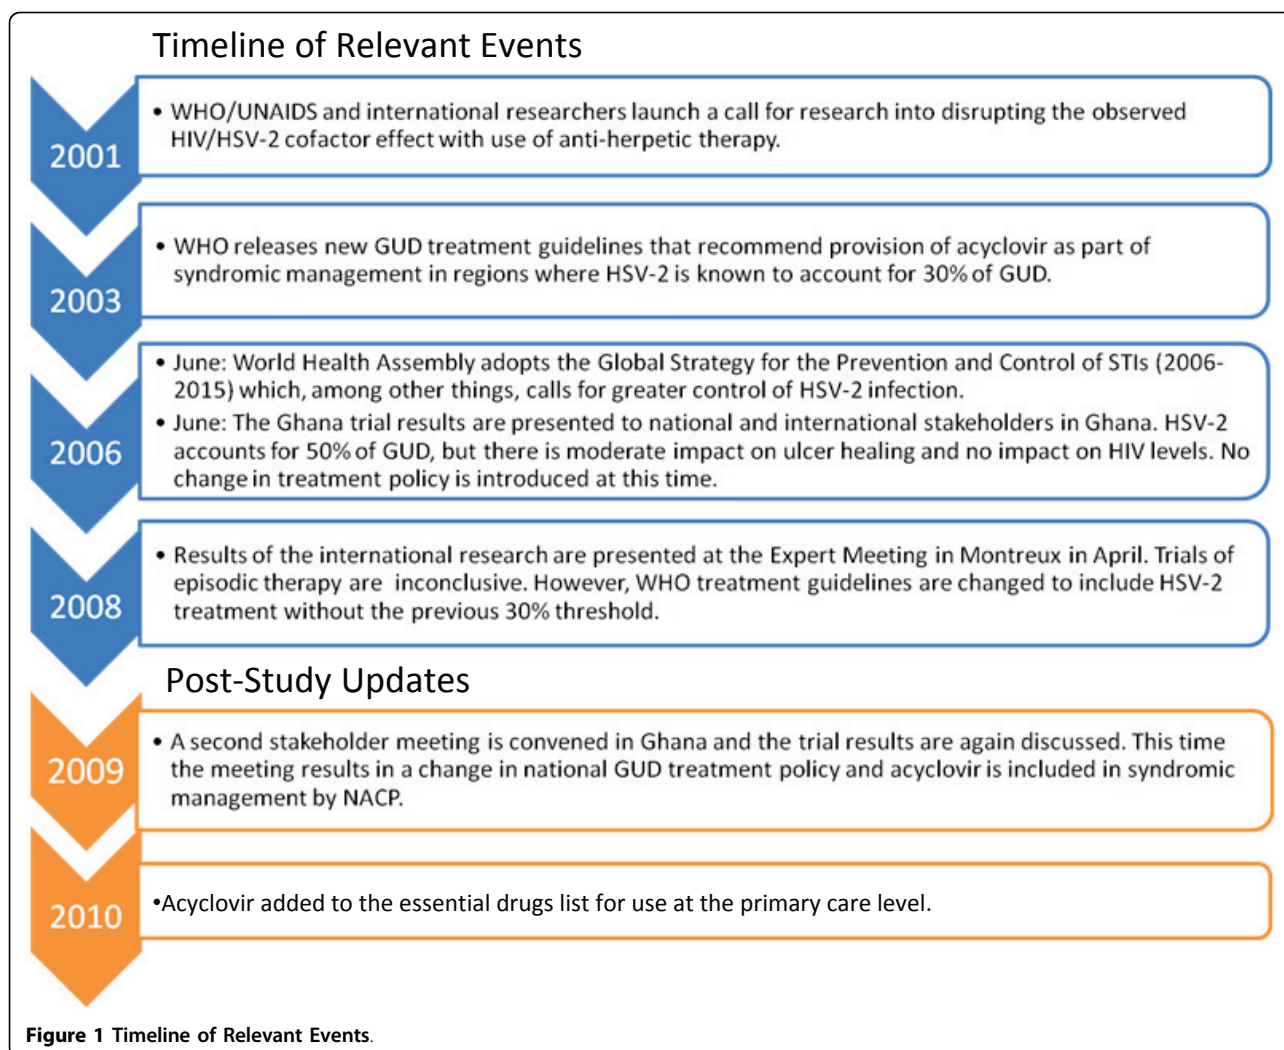 Timeline of Relevant Events
2001
• WHO/UNAIDS and international researchers launch a call for research into disrupting the observed
HIV/HSV-2 cofactor effect with use of anti-herpetic therapy.
2003
• WHO releases new GUD treatment guidelines that recommend provision of acyclovir as part of
syndromic management in regions where HSV-2 is known to account for 30% of GUD.
2006
• June: World Health Assembly adopts the Global Strategy for the Prevention and Control of STIs (2006-
2015) which, among other things, calls for greater control of HSV-2 infection.
• June: The Ghana trial results are presented to national and international stakeholders in Ghana. HSV-2
accounts for 50% of GUD, but there is moderate impact on ulcer healing and no impact on HIV levels. No
change in treatment policy is introduced at this time.
2008
• Results of the international research are presented at the Expert Meeting in Montreux in April. Trials of
episodic therapy are inconclusive. However, WHO treatment guidelines are changed to include HSV-2
treatment without the previous 30% threshold.
Post-Study Updates
2009
• A second stakeholder meeting is convened in Ghana and the trial results are again discussed. This time
the meeting results in a change in national GUD treatment policy and acyclovir is included in syndromic
management by NACP.
2010
•Acyclovir added to the essential drugs list for use at the primary care level.
Figure 1 Timeline of Relevant Events.